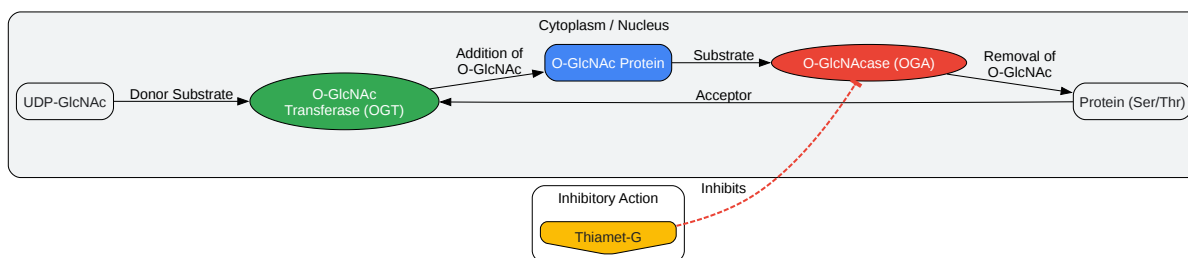 Cytoplasm / Nucleus
UDP-GlcNAc
Donor Substrate
O-GlcNAc
Transferase (OGT)
Addition of
O-GlcNAc
O-GlcNAc Protein
Substrate
O-GlcNAcase (OGA)
Removal of
O-GlcNAc
Protein (Ser/Thr)
Acceptor
Inhibits
Inhibitory Action
Thiamet-G